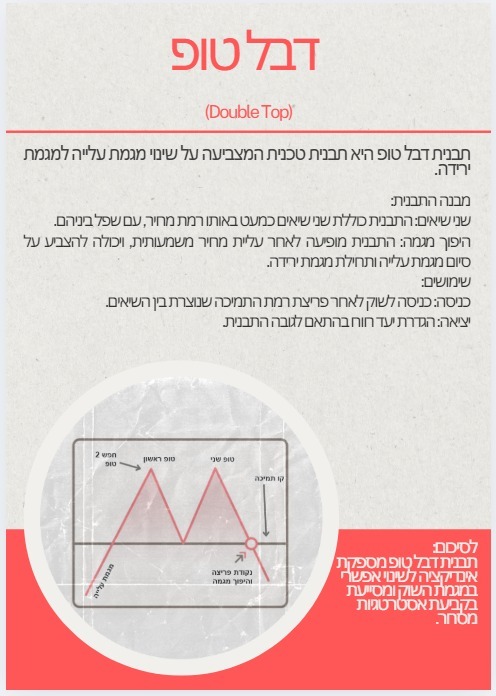 דבל טופ
(Double Top)
תבנית דבל טופ היא תבנית טכנית המצביעה על שינוי מגמת עלייה למגמת
ירידה.
מבנה התבנית:
שני שיאים: התבנית כוללת שני שיאים כמעט באותו רמת מחיר, עם שפל ביניהם.
היפוך מגמה: התבנית מופיעה לאחר עליית מחיר משמעותית, ויכולה להצביע על
סיום מגמת עלייה ותחילת מגמת ירידה.
שימושים:
כניסה: כניסה לשוק לאחר פריצת רמת התמיכה שנוצרת בין השיאים.
יציאה: הגדרת יעד רווח בהתאם לגובה התבנית.
טופ שני
טופ ראשון
חפש 2
טופ
קו תמיכה
נקודת פריצה
והיפוך מגמה
מגמת עלייה
לסיכום:
תבנית דבל טופ מספקת
אינדיקציה לשינוי אפשרי
במגמת השוק ומסייעת
בקביעת אסטרטגיות
מסחר.